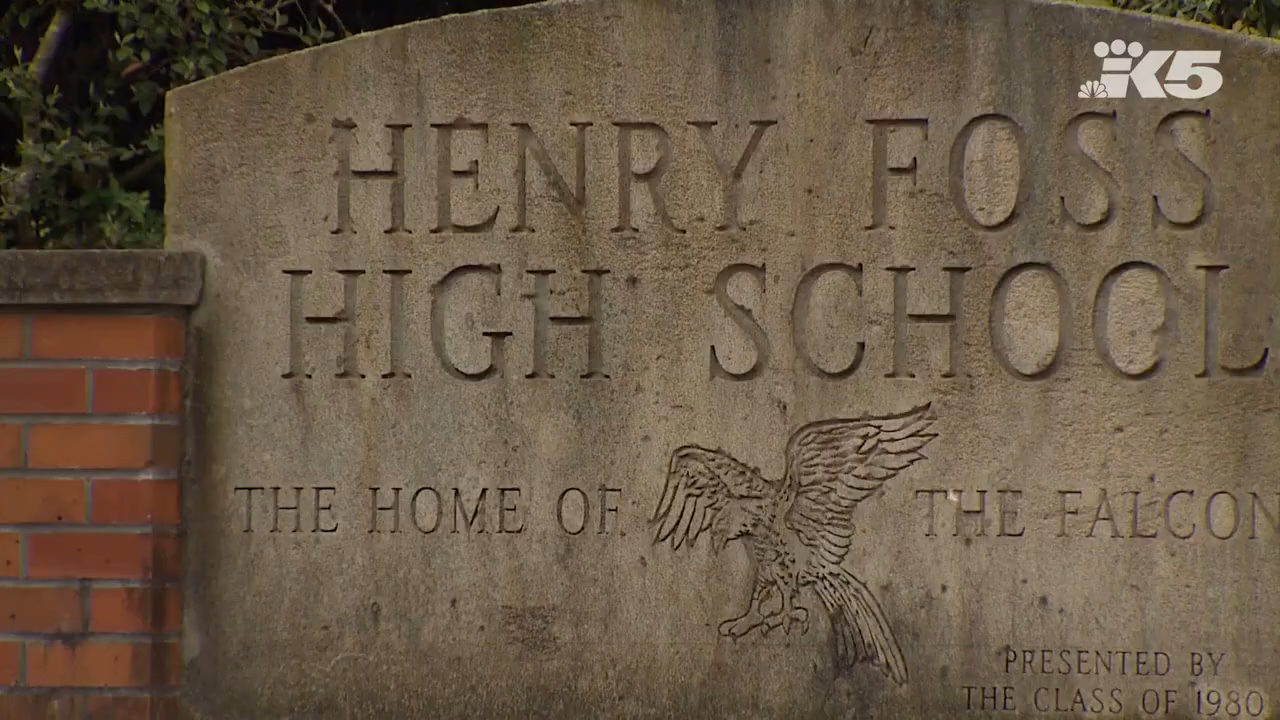 K5
HENRY FOSS
HIGH SCHOOL
THE HOME OF THE FALCON
PRESENTED BY
THE CLASS OF 1980